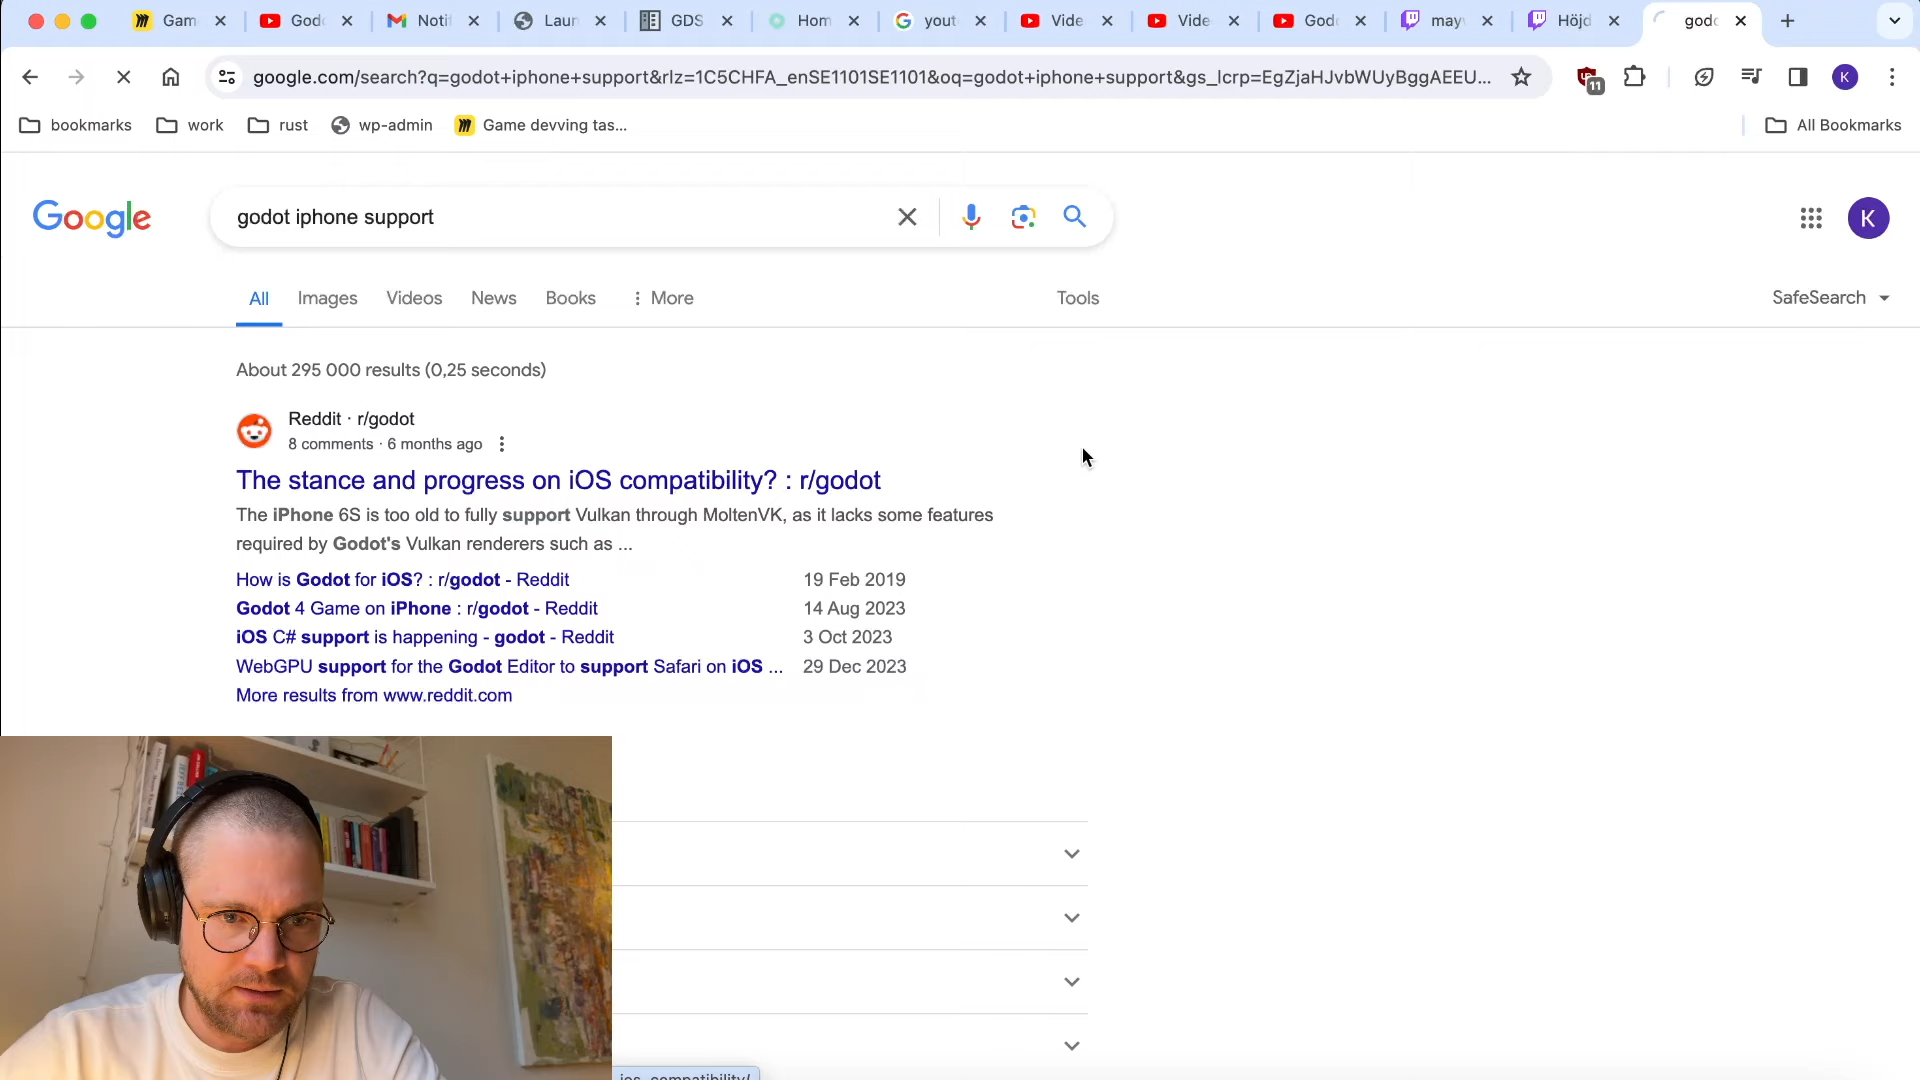 Gam
God
Noti
Laun
GDS
Hom
yout
Vide
Vide
God
may
Höjd
godo
google.com/search?q=godot+iphone+support&rlz=1C5CHFA_enSE1101SE1101&oq=godot+iphone+support&gs_lcrp=EgZjaHJvbWUyBggAEEU...
11
K
bookmarks
work
rust
wp-admin
Game devving tas...
All Bookmarks
Google
godot iphone support
K
All
Images
Videos
News
Books
More
Tools
SafeSearch
About 295 000 results (0,25 seconds)
Reddit · r/godot
8 comments · 6 months ago
The stance and progress on iOS compatibility? : r/godot
The iPhone 6S is too old to fully support Vulkan through MoltenVK, as it lacks some features
required by Godot's Vulkan renderers such as ...
How is Godot for iOS? : r/godot - Reddit 19 Feb 2019
Godot 4 Game on iPhone : r/godot - Reddit 14 Aug 2023
iOS C# support is happening - godot - Reddit 3 Oct 2023
WebGPU support for the Godot Editor to support Safari on iOS ... 29 Dec 2023
More results from www.reddit.com
ios_compatibility/